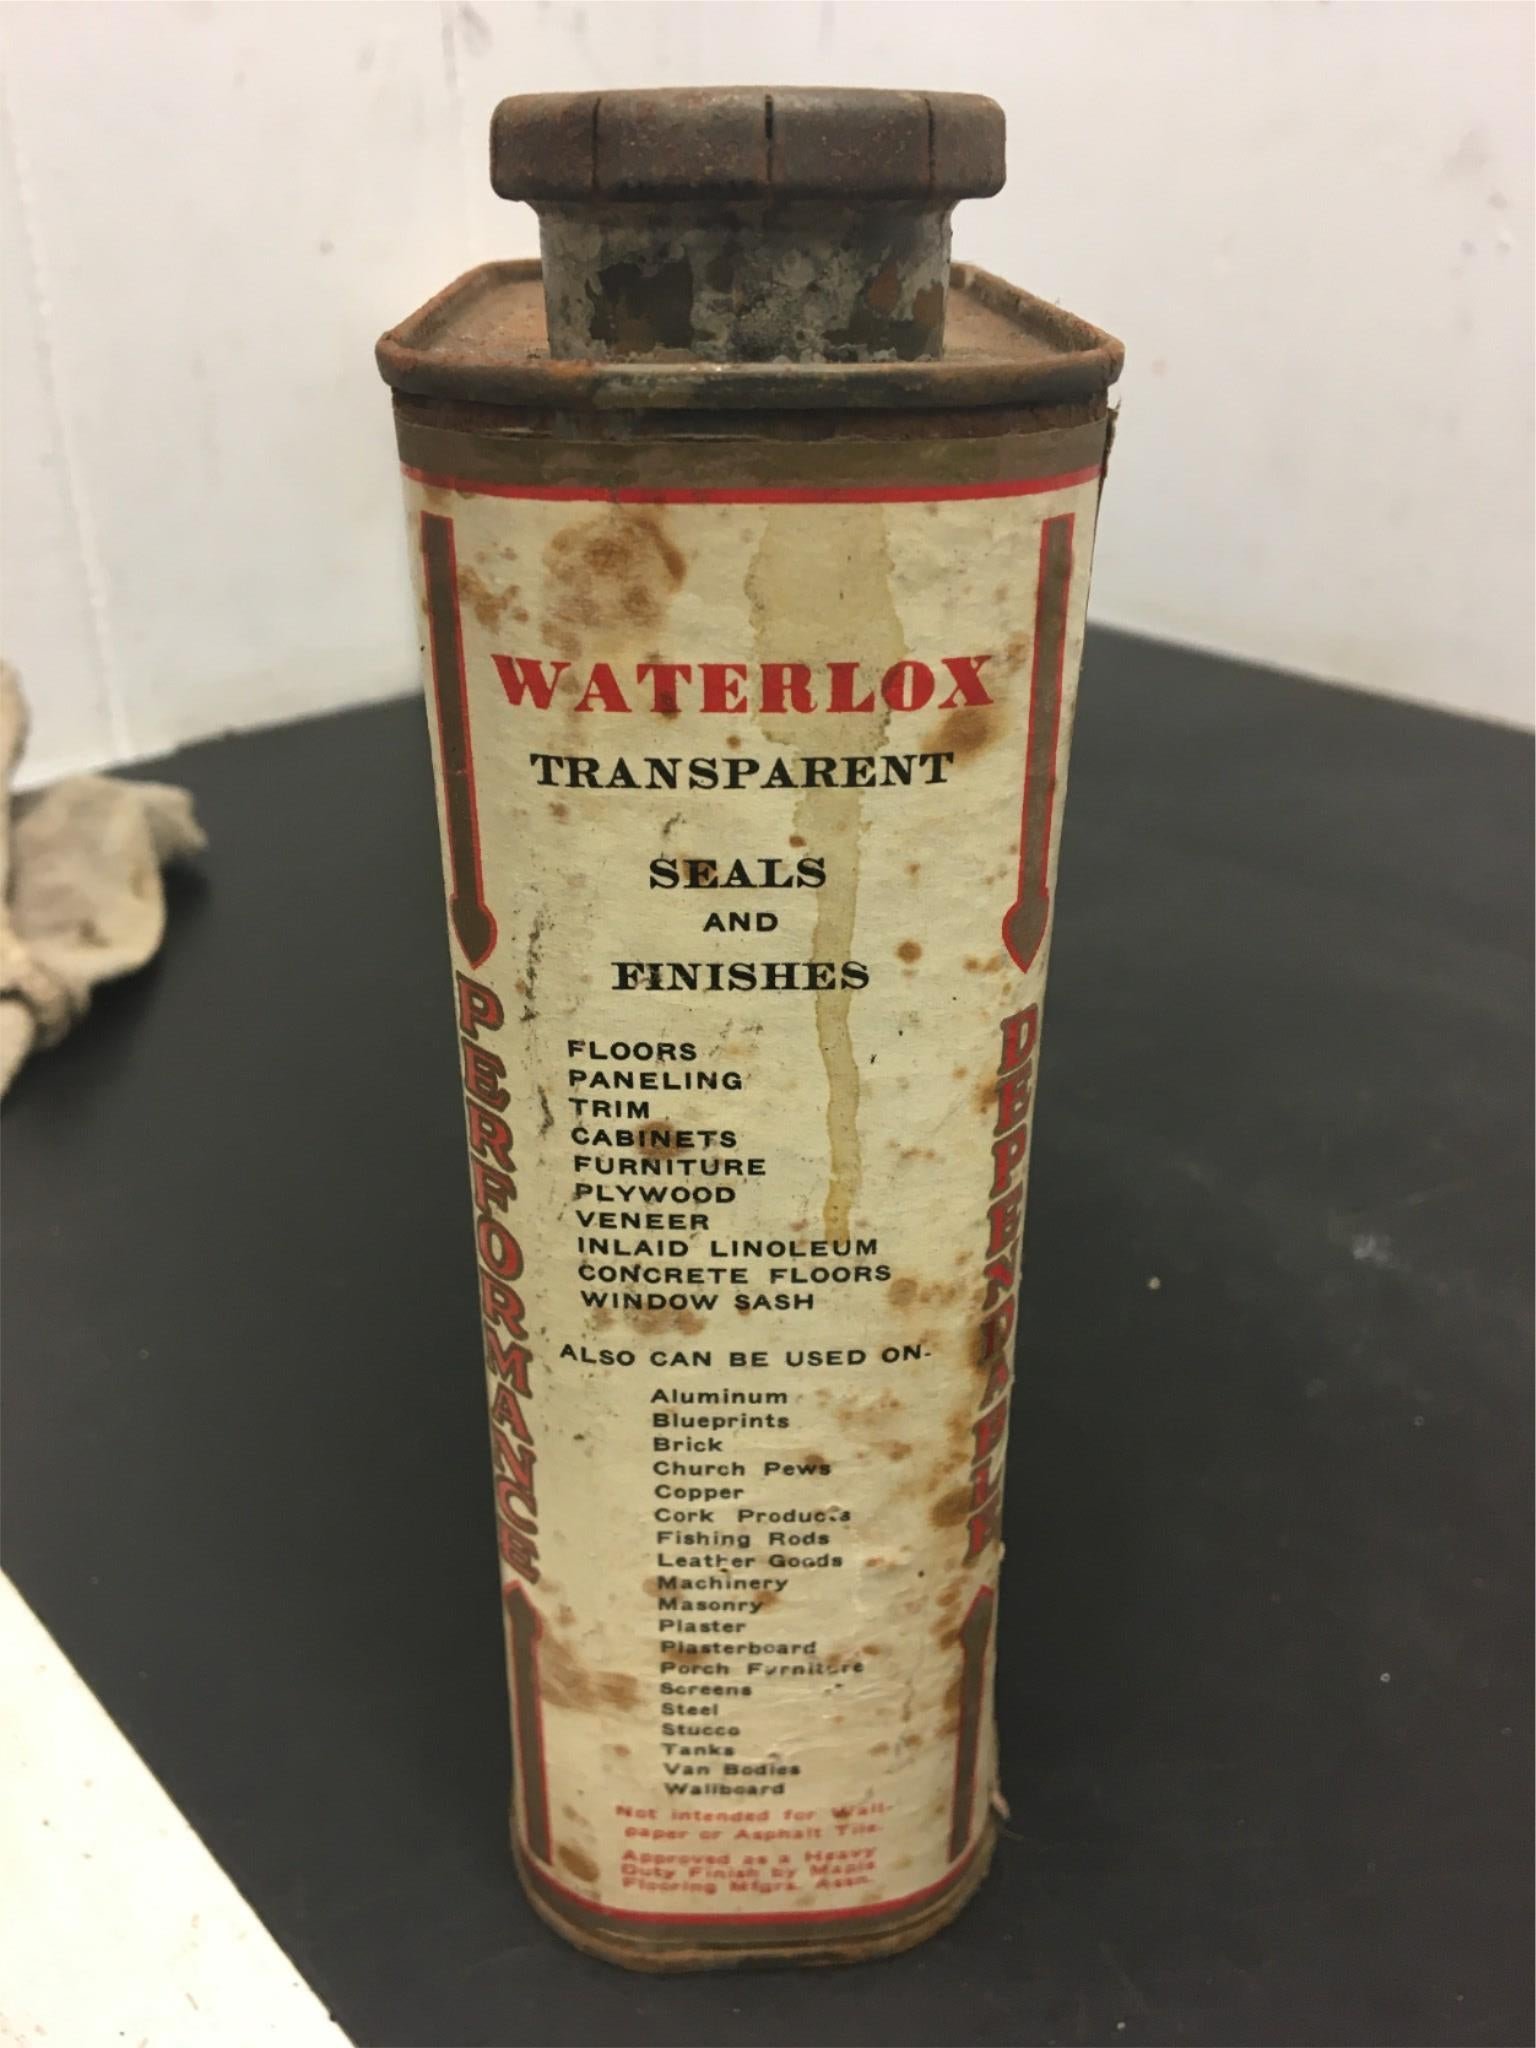 WATERLOX
TRANSPARENT
SEALS
AND
FINISHES
FLOORS
PANELING
TRIM
CABINETS
FURNITURE
PLYWOOD
VENEER
INLAID LINOLEUM
CONCRETE FLOORS
WINDOW SASH
ALSO CAN BE USED ON-
Aluminum
Blueprints
Brick
Church Pews
Copper
Cork Products
Fishing Rods
Leather Goods
Machinery
Masonry
Plaster
Plasterboard
Porch Furniture
Screens
Steel
Stucco
Tanks
Van Bodies
Wallboard
Not intended for Wall-
paper or Asphalt Tile.
Approved as a Heavy
Duty Finish by Maple
Flooring Mfgrs. Assn.
PERFORMANCE
DEPENDABLE